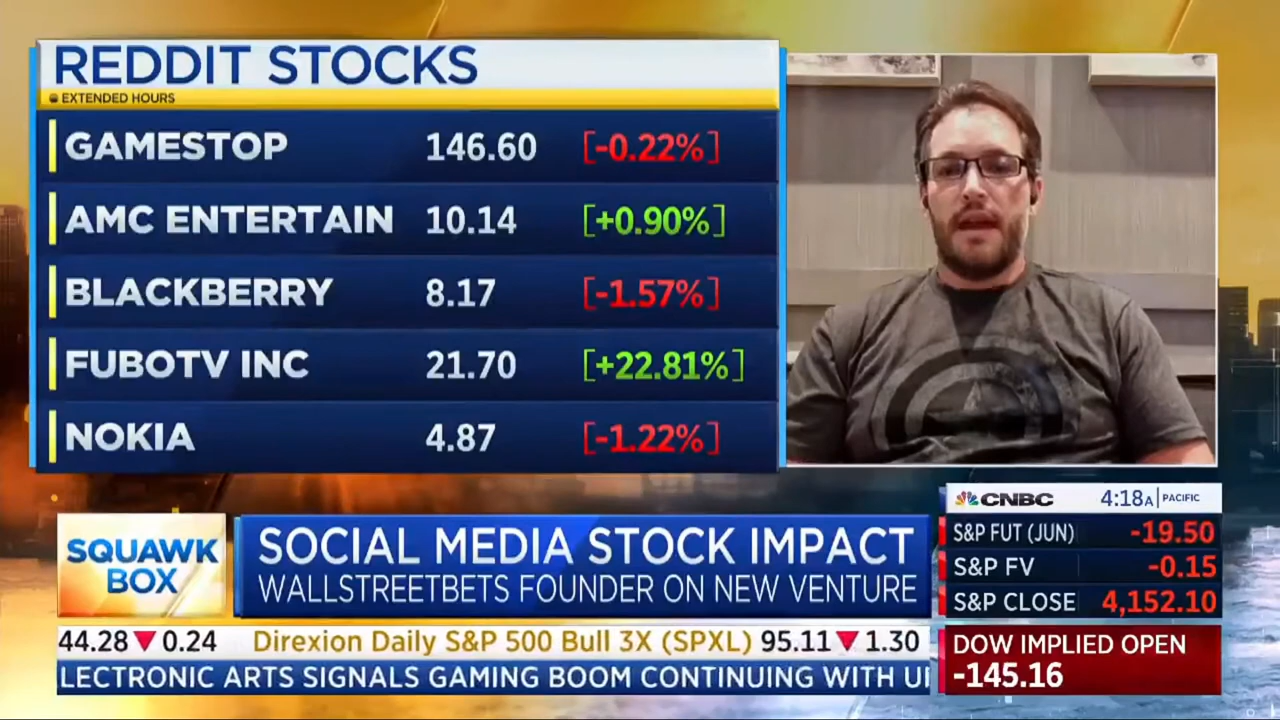 REDDIT STOCKS
EXTENDED HOURS
GAMESTOP 146.60 [-0.22%]
AMC ENTERTAIN 10.14 [+0.90%]
BLACKBERRY 8.17 [-1.57%]
FUBOTV INC 21.70 [+22.81%]
NOKIA 4.87 [-1.22%]
SQUAWK BOX
SOCIAL MEDIA STOCK IMPACT
WALLSTREETBETS FOUNDER ON NEW VENTURE
CNBC 4:18A PACIFIC
S&P FUT (JUN) -19.50
S&P FV -0.15
S&P CLOSE 4,152.10
DOW IMPLIED OPEN
-145.16
44.28 ▼ 0.24 Direxion Daily S&P 500 Bull 3X (SPXL) 95.11 ▼ 1.30
LECTRONIC ARTS SIGNALS GAMING BOOM CONTINUING WITH